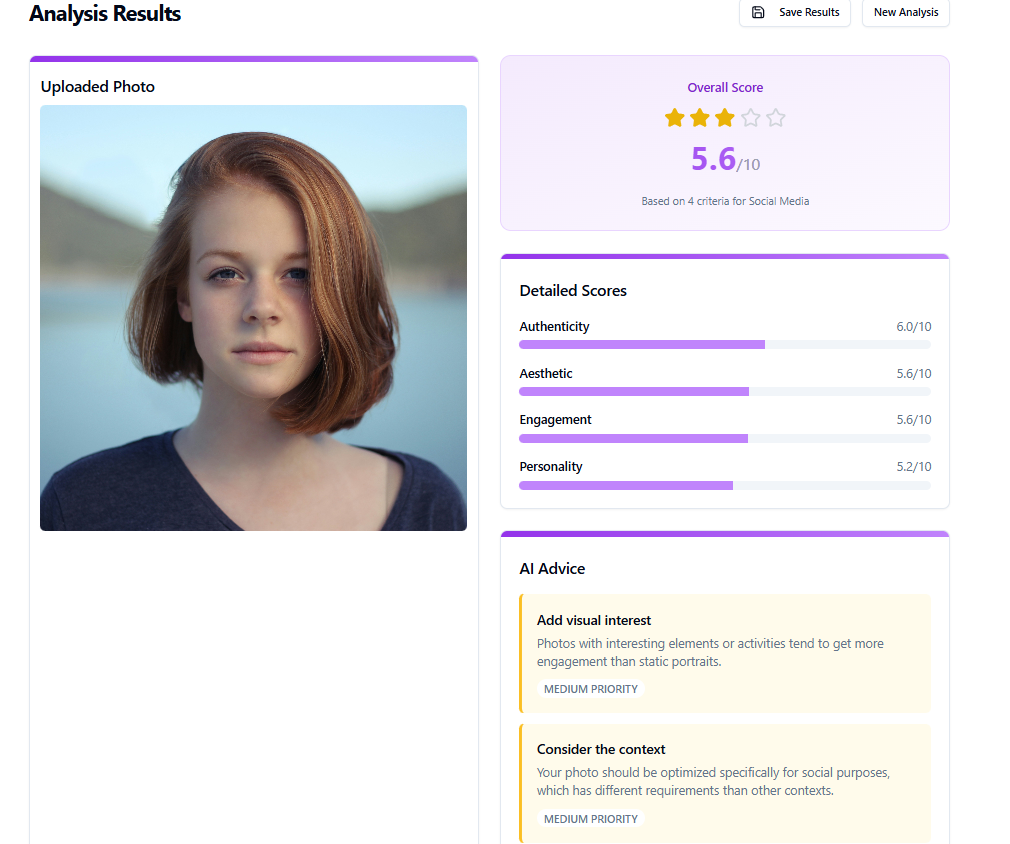 Analysis Results
Save Results
New Analysis
Uploaded Photo
Overall Score
5.6/10
Based on 4 criteria for Social Media
Detailed Scores
Authenticity 6.0/10
Aesthetic 5.6/10
Engagement 5.6/10
Personality 5.2/10
AI Advice
Add visual interest
Photos with interesting elements or activities tend to get more
engagement than static portraits.
MEDIUM PRIORITY
Consider the context
Your photo should be optimized specifically for social purposes,
which has different requirements than other contexts.
MEDIUM PRIORITY